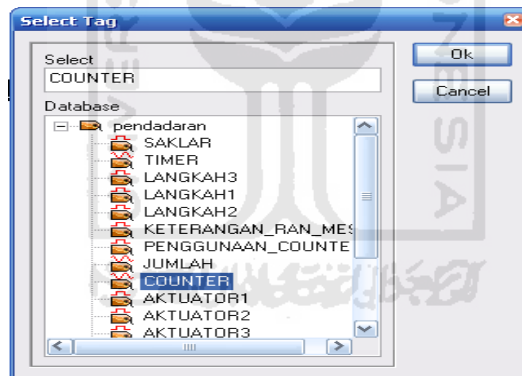 Select Tag
Select
Ok
COUNTER
Cancel
Database
pendadaran
SAKLAR
TIMER
LANGKAH3
LANGKAH1
LANGKAH2
KETERANGAN_RAN_MES
PENGGUNAAN_COUNTE
JUMLAH
COUNTER
AKTUATOR1
AKTUATOR2
AKTUATOR3